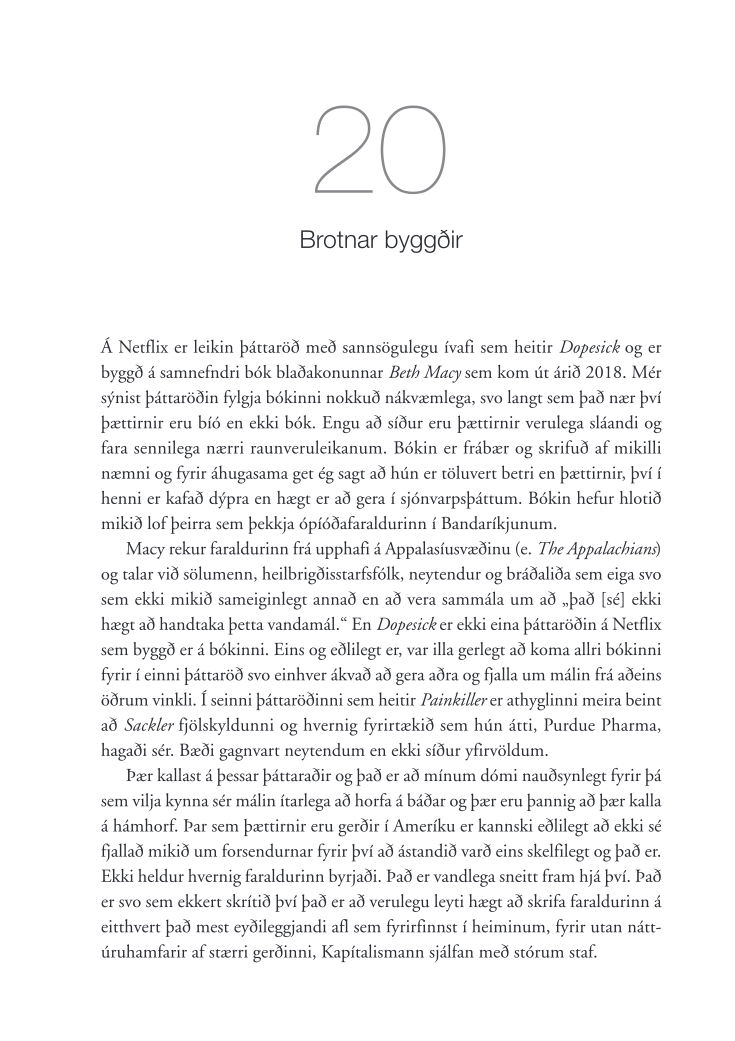 20
Brotnar byggðir
Á Netflix er leikin þáttaröð með sannsögulegu ívafi sem heitir Dopesick og er
byggð á samnefndri bók blaðakonunnar Beth Macy sem kom út árið 2018. Mér
sýnist þáttaröðin fylgja bókinni nokkuð nákvæmlega, svo langt sem það nær því
þættirnir eru bíó en ekki bók. Engu að síður eru þættirnir verulega sláandi og
fara sennilega nærri raunveruleikanum. Bókin er frábær og skrifuð af mikilli
næmni og fyrir áhugasama get ég sagt að hún er töluvert betri en þættirnir, því í
henni er kafað dýpra en hægt er að gera í sjónvarpsþáttum. Bókin hefur hlotið
mikið lof þeirra sem þekkja ópíóðafaraldurinn í Bandaríkjunum.
Macy rekur faraldurinn frá upphafi á Appalasíusvæðinu (e. The Appalachians)
og talar við sölumenn, heilbrigðisstarfsfólk, neytendur og bráðaliða sem eiga svo
sem ekki mikið sameiginlegt annað en að vera sammála um að „það [sé] ekki
hægt að handtaka þetta vandamál.“ En Dopesick er ekki eina þáttaröðin á Netflix
sem byggð er á bókinni. Eins og eðlilegt er, var illa gerlegt að koma allri bókinni
fyrir í einni þáttaröð svo einhver ákvað að gera aðra og fjalla um málin frá aðeins
öðrum vinkli. Í seinni þáttaröðinni sem heitir Painkiller er athyglinni meira beint
að Sackler fjölskyldunni og hvernig fyrirtækið sem hún átti, Purdue Pharma,
hagaði sér. Bæði gagnvart neytendum en ekki síður yfirvöldum.
Þær kallast á þessar þáttaraðir og það er að mínum dómi nauðsynlegt fyrir þá
sem vilja kynna sér málin ítarlega að horfa á báðar og þær eru þannig að þær kalla
á hámhorf. Þar sem þættirnir eru gerðir í Ameríku er kannski eðlilegt að ekki sé
fjallað mikið um forsendurnar fyrir því að ástandið varð eins skelfilegt og það er.
Ekki heldur hvernig faraldurinn byrjaði. Það er vandlega sneitt fram hjá því. Það
er svo sem ekkert skrítið því það er að verulegu leyti hægt að skrifa faraldurinn á
eitthvert það mest eyðileggjandi afl sem fyrirfinnst í heiminum, fyrir utan nátt-
úruhamfarir af stærri gerðinni, Kapítalismann sjálfan með stórum staf.